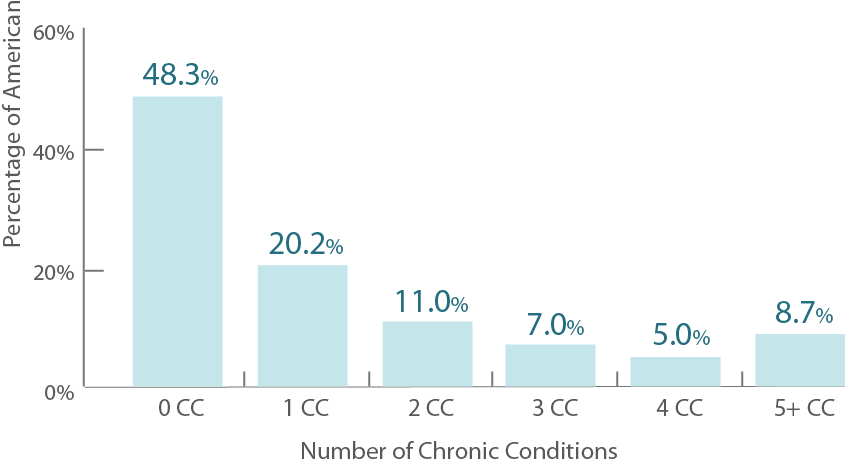 Percentage of American
60%
40%
20%
0%
48.3%
20.2%
11.0%
7.0%
5.0%
8.7%
0 CC
1 CC
2 CC
3 CC
4 CC
5+ CC
Number of Chronic Conditions